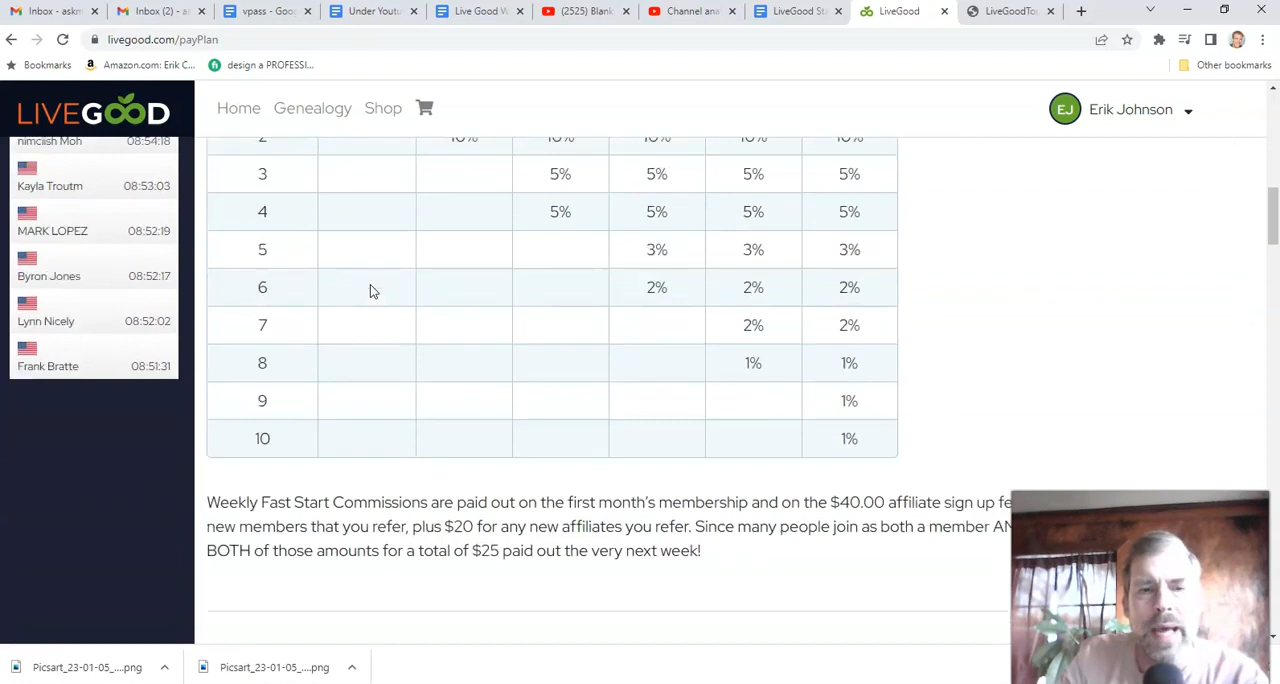 Inbox - askm
Inbox (2) - a
vpass - Goog
Under Youtu
Live Good W
(2525) Blank
Channel ana
LiveGood St
LiveGood
LiveGoodTo
livegood.com/payPlan
Bookmarks
Amazon.com: Erik C...
design a PROFESSI...
Other bookmarks
LIVEGOOD
Home Genealogy Shop
EJ Erik Johnson
nimciish Moh 08:54:18
Kayla Troutm 08:53:03
MARK LOPEZ 08:52:19
Byron Jones 08:52:17
Lynn Nicely 08:52:02
Frank Bratte 08:51:31
2 10% 10% 10% 10% 10%
3 5% 5% 5% 5%
4 5% 5% 5% 5%
5 3% 3% 3%
6 2% 2% 2%
7 2% 2%
8 1% 1%
9 1%
10 1%
Weekly Fast Start Commissions are paid out on the first month's membership and on the $40.00 affiliate sign up fe
new members that you refer, plus $20 for any new affiliates you refer. Since many people join as both a member AN
BOTH of those amounts for a total of $25 paid out the very next week!
Picsart_23-01-05_....png
Picsart_23-01-05_....png